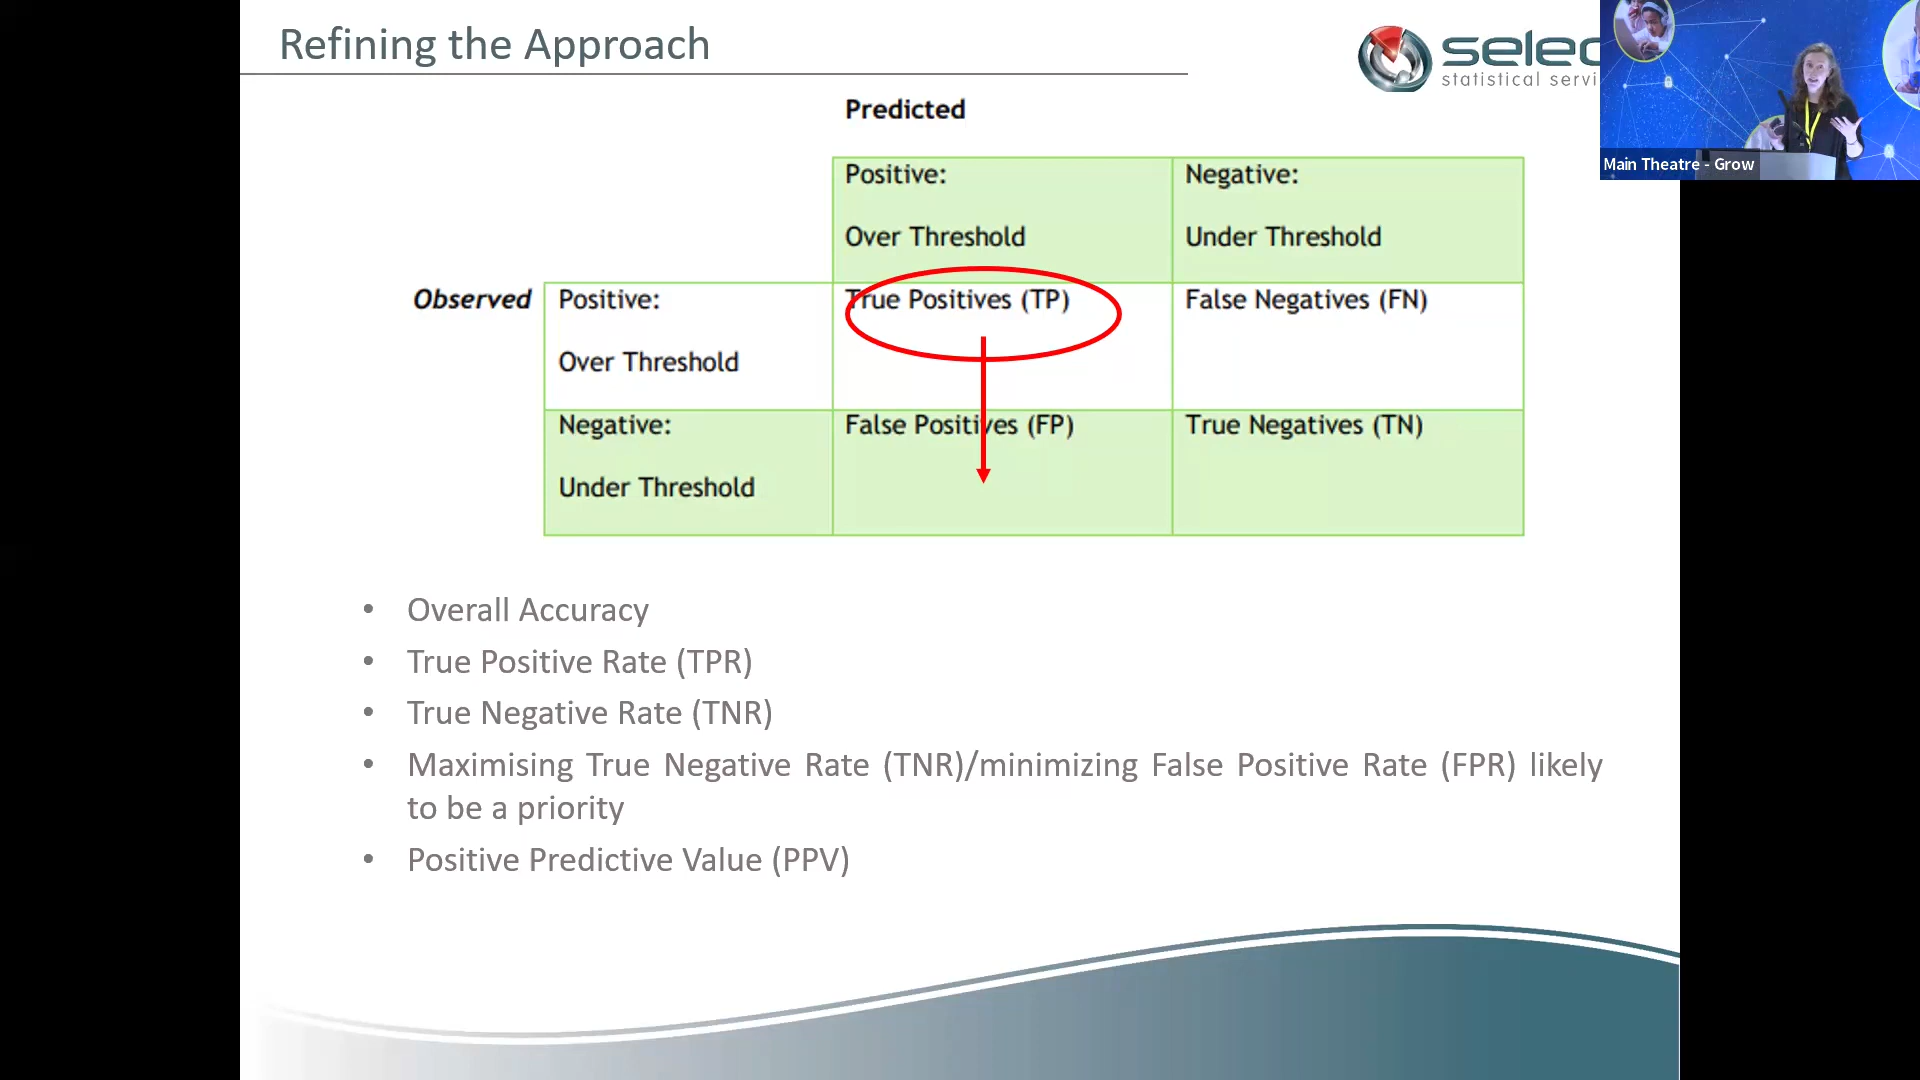 Refining the Approach
selec
statistical servi
Main Theatre - Grow
Predicted
Positive:
Over Threshold
Negative:
Under Threshold
Observed
Positive:
Over Threshold
True Positives (TP)
False Negatives (FN)
Negative:
Under Threshold
False Positives (FP)
True Negatives (TN)
• Overall Accuracy
• True Positive Rate (TPR)
• True Negative Rate (TNR)
• Maximising True Negative Rate (TNR)/minimizing False Positive Rate (FPR) likely
to be a priority
• Positive Predictive Value (PPV)